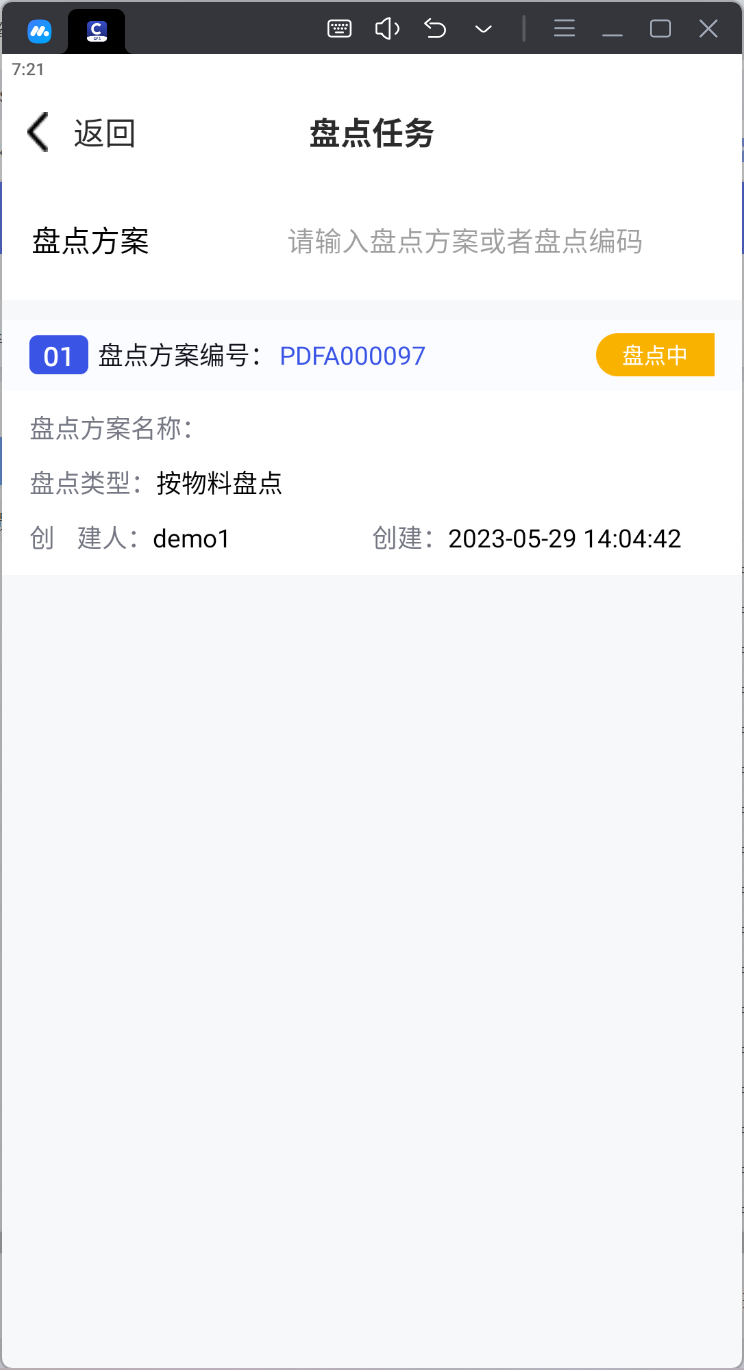 7:21
返回 盘点任务
盘点方案 请输入盘点方案或者盘点编码
01 盘点方案编号： PDFA000097 盘点中
盘点方案名称：
盘点类型：按物料盘点
创 建人：demo1 创建：2023-05-29 14:04:42